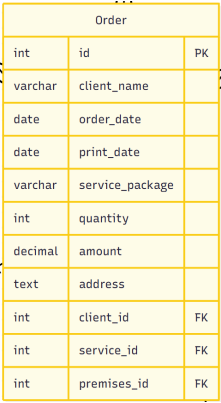 Order
int id PK
varchar client_name
date order_date
date print_date
varchar service_package
int quantity
decimal amount
text address
int client_id FK
int service_id FK
int premises_id FK